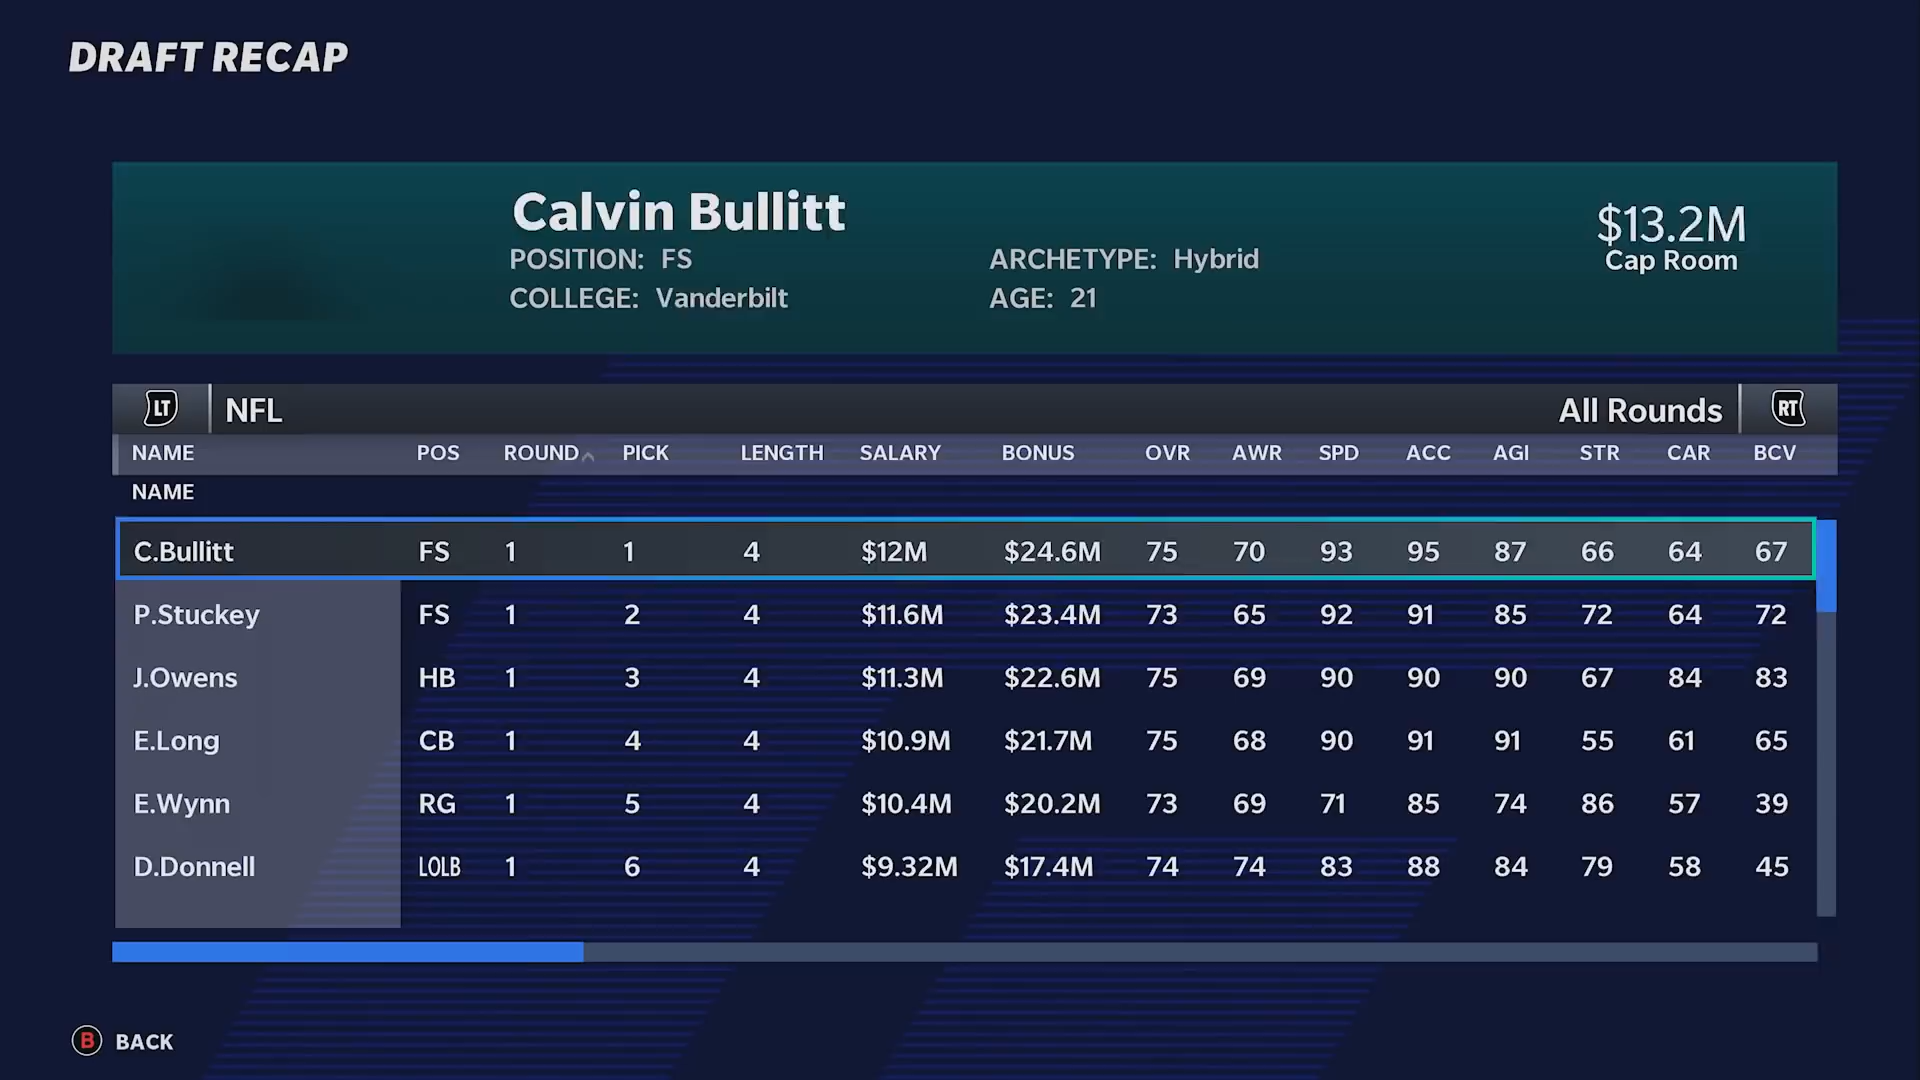 DRAFT RECAP
Calvin Bullitt
POSITION: FS
ARCHETYPE: Hybrid
COLLEGE: Vanderbilt
AGE: 21
$13.2M
Cap Room
LT NFL All Rounds RT
NAME POS ROUND PICK LENGTH SALARY BONUS OVR AWR SPD ACC AGI STR CAR BCV
NAME
C.Bullitt FS 1 1 4 $12M $24.6M 75 70 93 95 87 66 64 67
P.Stuckey FS 1 2 4 $11.6M $23.4M 73 65 92 91 85 72 64 72
J.Owens HB 1 3 4 $11.3M $22.6M 75 69 90 90 90 67 84 83
E.Long CB 1 4 4 $10.9M $21.7M 75 68 90 91 91 55 61 65
E.Wynn RG 1 5 4 $10.4M $20.2M 73 69 71 85 74 86 57 39
D.Donnell LOLB 1 6 4 $9.32M $17.4M 74 74 83 88 84 79 58 45
B BACK